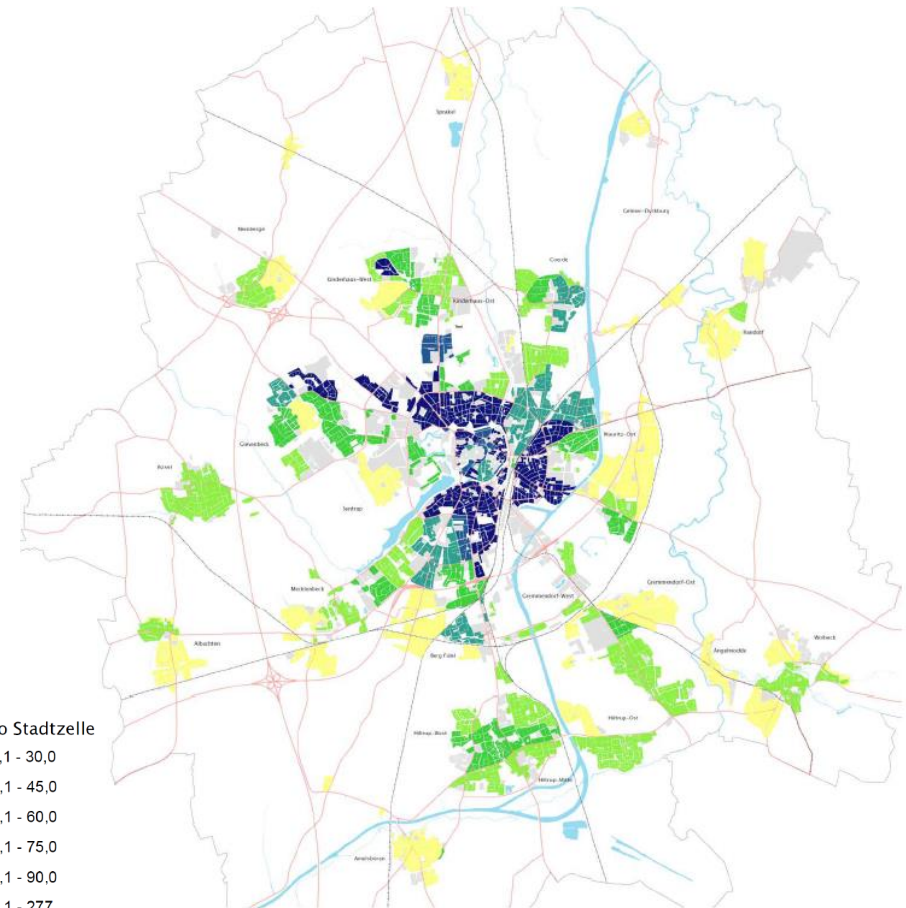 Sprakel
Gelmer-Dyckburg
Nienberge
Coerde
Kinderhaus-West
Kinderhaus-Ost
Handorf
Mauritz-Ost
Gievenbeck
Roxel
Sentrup
Gremmendorf-Ost
Mecklenbeck
Gremmendorf-West
Wolbeck
Albachten
Angelmodde
Berg Fidel
Hiltrup-Ost
o Stadtzelle
Hiltrup-West
,1 - 30,0
Hiltrup-Mitte
,1 - 45,0
,1 - 60,0
,1 - 75,0
Amelsbüren
,1 - 90,0
,1 - 277